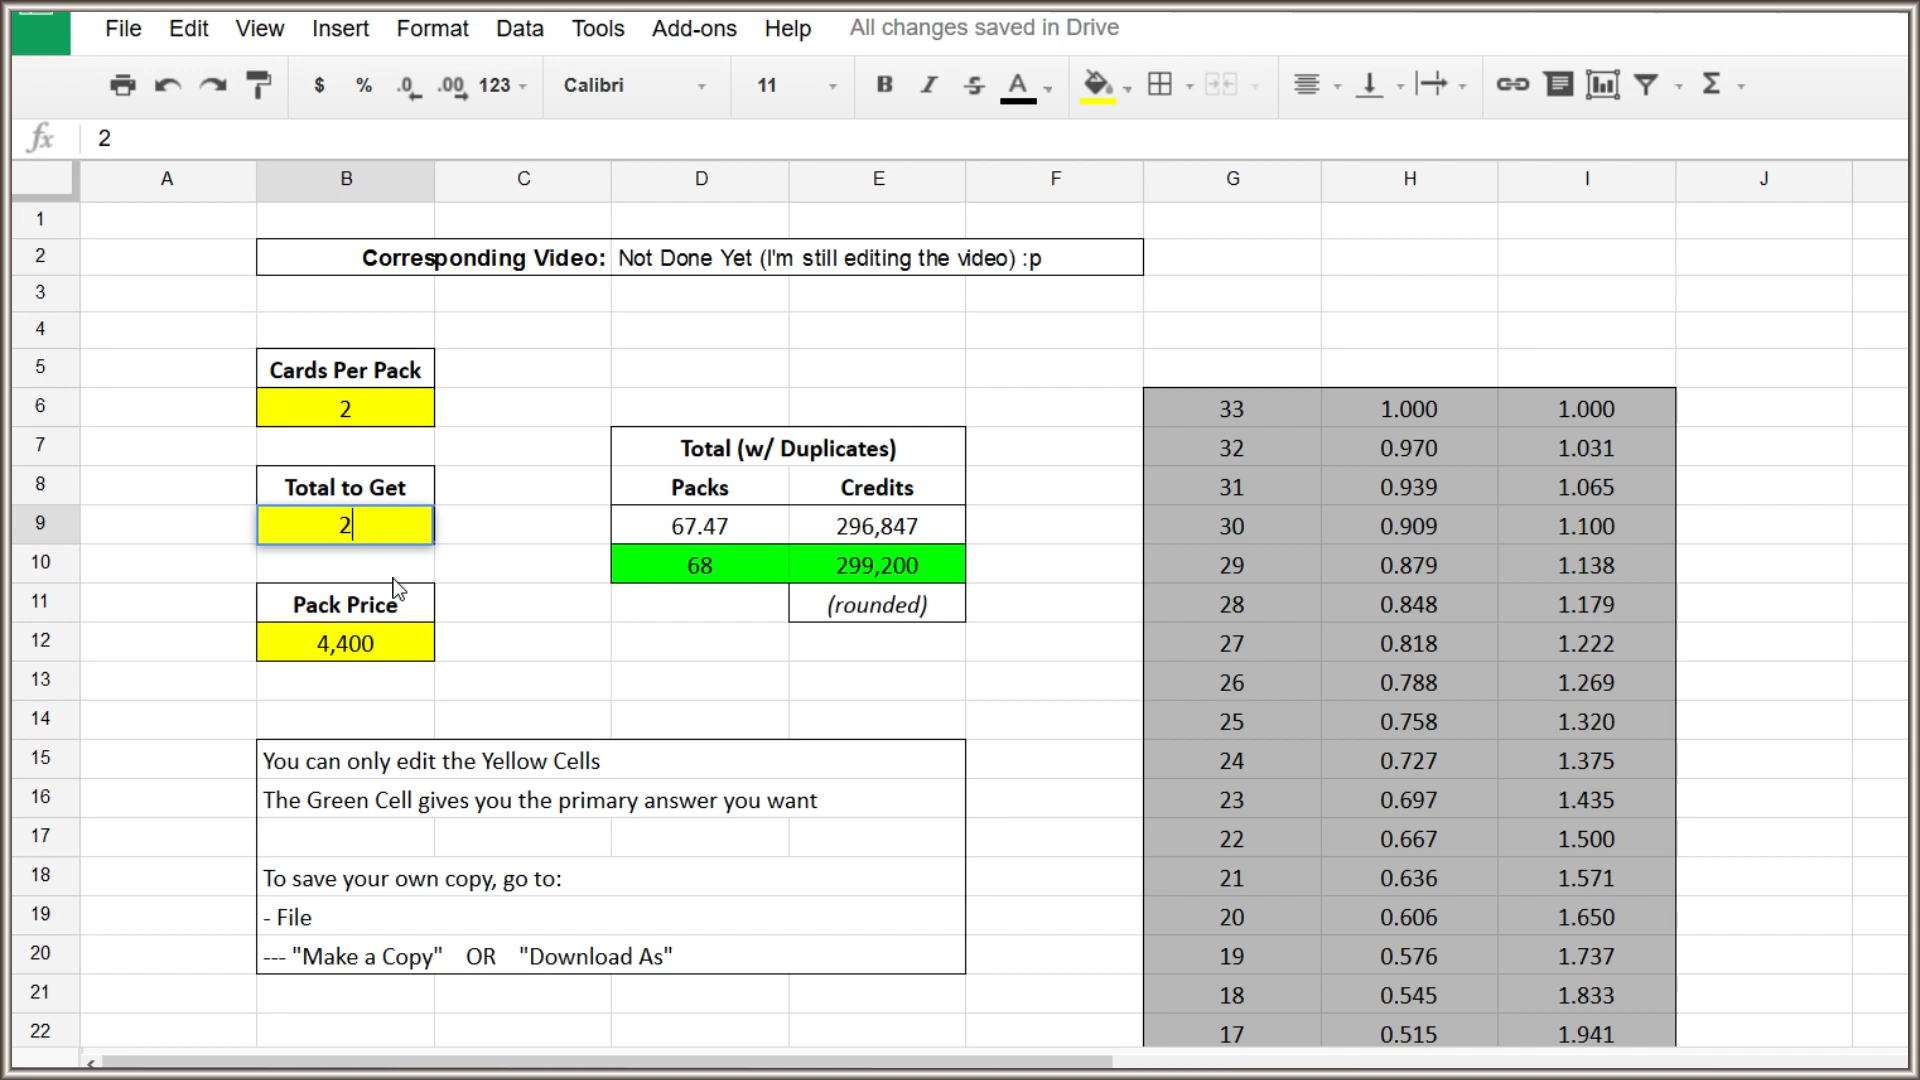 File Edit View Insert Format Data Tools Add-ons Help All changes saved in Drive
$ % .0 .00 123 Calibri 11 B I S A Σ
fx 2
A B C D E F G H I J
1
2 Corresponding Video: Not Done Yet (I'm still editing the video) :p
3
4
5 Cards Per Pack
6 2 33 1.000 1.000
7 Total (w/ Duplicates) 32 0.970 1.031
8 Total to Get Packs Credits 31 0.939 1.065
9 2 67.47 296,847 30 0.909 1.100
10 68 299,200 29 0.879 1.138
11 Pack Price (rounded) 28 0.848 1.179
12 4,400 27 0.818 1.222
13 26 0.788 1.269
14 25 0.758 1.320
15 You can only edit the Yellow Cells 24 0.727 1.375
16 The Green Cell gives you the primary answer you want 23 0.697 1.435
17 22 0.667 1.500
18 To save your own copy, go to: 21 0.636 1.571
19 - File 20 0.606 1.650
20 --- "Make a Copy" OR "Download As" 19 0.576 1.737
21 18 0.545 1.833
22 17 0.515 1.941